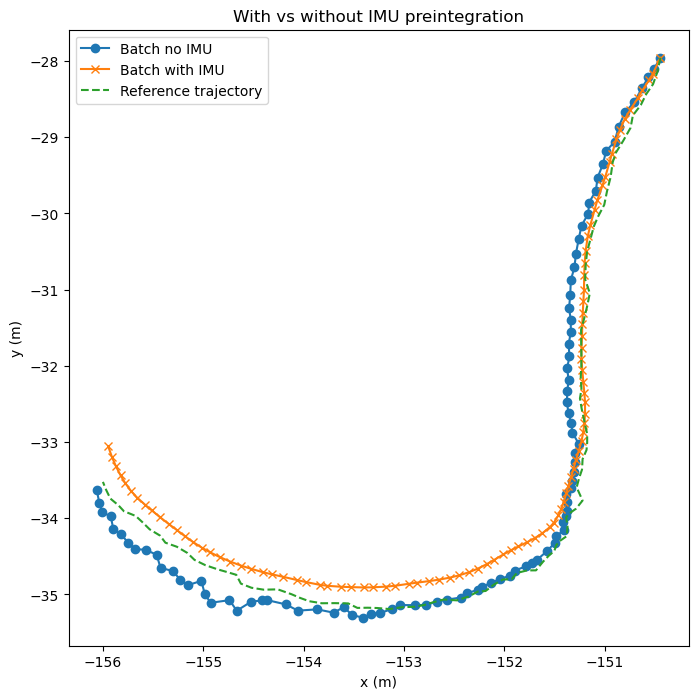 With vs without IMU preintegration
Batch no IMU
Batch with IMU
Reference trajectory
−28
−29
−30
−31
−32
−33
−34
−35
y (m)
−156
−155
−154
−153
−152
−151
x (m)